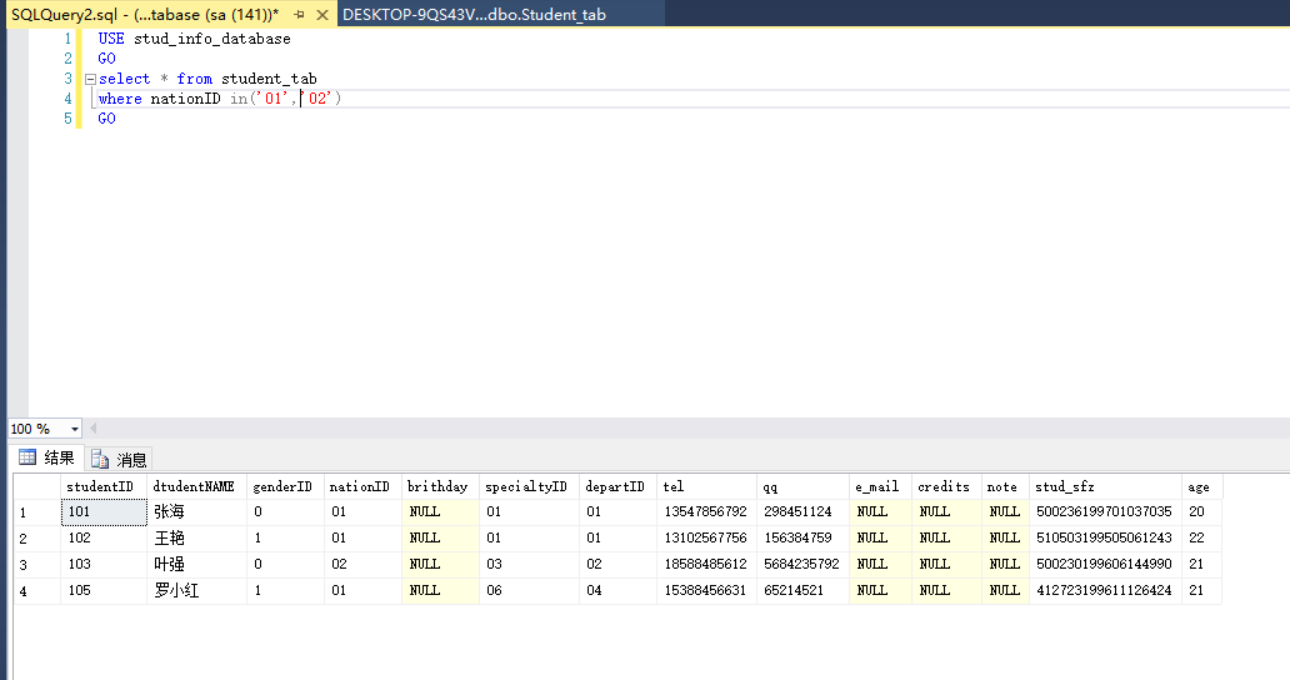 SQLQuery2.sql - (...tabase (sa (141))* DESKTOP-9QS43V...dbo.Student_tab
1 USE stud_info_database
2 GO
3 select * from student_tab
4 where nationID in('01','02')
5 GO
100 %
结果 消息
studentID dtudentNAME genderID nationID brithday specialtyID departID tel qq e_mail credits note stud_sfz age
1 101 张海 0 01 NULL 01 01 13547856792 298451124 NULL NULL NULL 500236199701037035 20
2 102 王艳 1 01 NULL 01 01 13102567756 156384759 NULL NULL NULL 510503199505061243 22
3 103 叶强 0 02 NULL 03 02 18588485612 5684235792 NULL NULL NULL 500230199606144990 21
4 105 罗小红 1 01 NULL 06 04 15388456631 65214521 NULL NULL NULL 412723199611126424 21